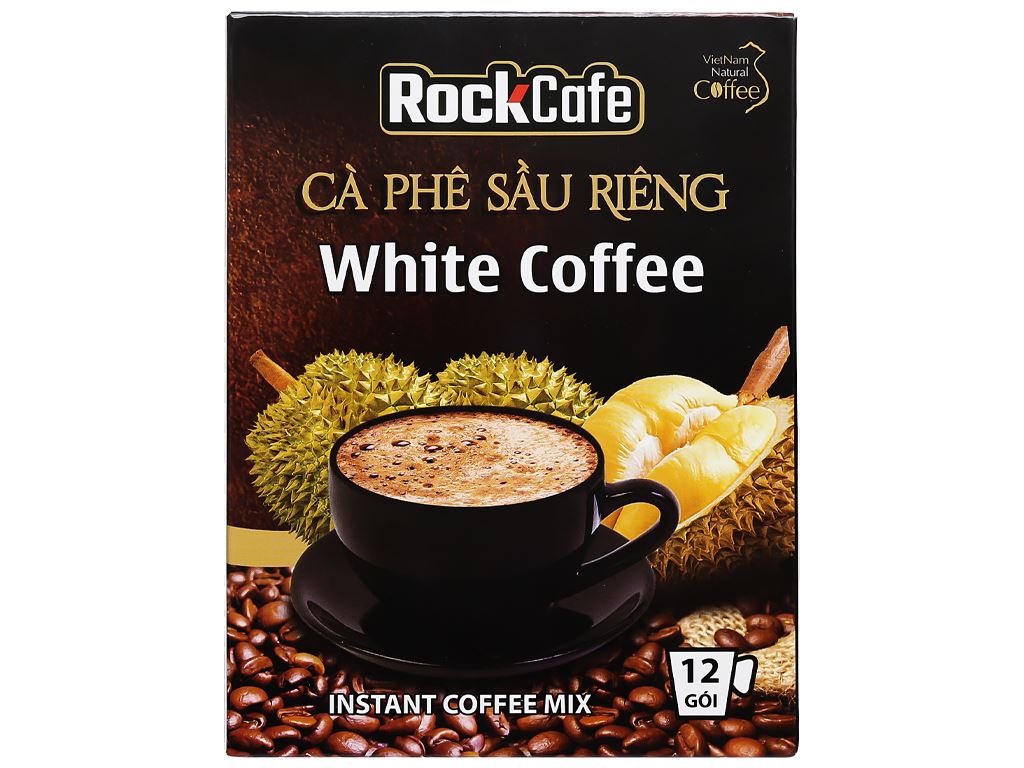 RockCafe
VietNam
Natural
Coffee
CÀ PHÊ SẦU RIÊNG
White Coffee
INSTANT COFFEE MIX
12
GÓI